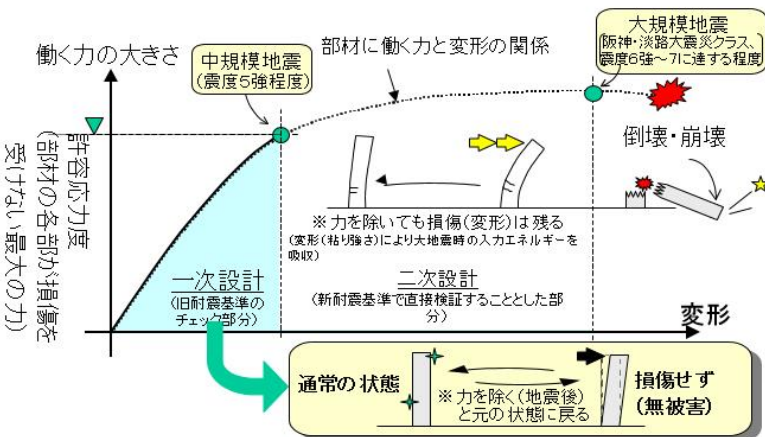 働く力の大きさ
中規模地震
(震度5強程度)
部材に働く力と変形の関係
大規模地震
(阪神・淡路大震災クラス、
震度6強~7に達する程度)
許容応力度
(部材の各部が損傷を
受けない最大の力)
倒壊・崩壊
※力を除いても損傷(変形)は残る
(変形(粘り強さ)により大地震時の入力エネルギーを
吸収)
一次設計
(旧耐震基準の
チェック部分)
二次設計
(新耐震基準で直接検証することとした部
分)
変形
通常の状態
※力を除く(地震後)
と元の状態に戻る
損傷せず
(無被害)